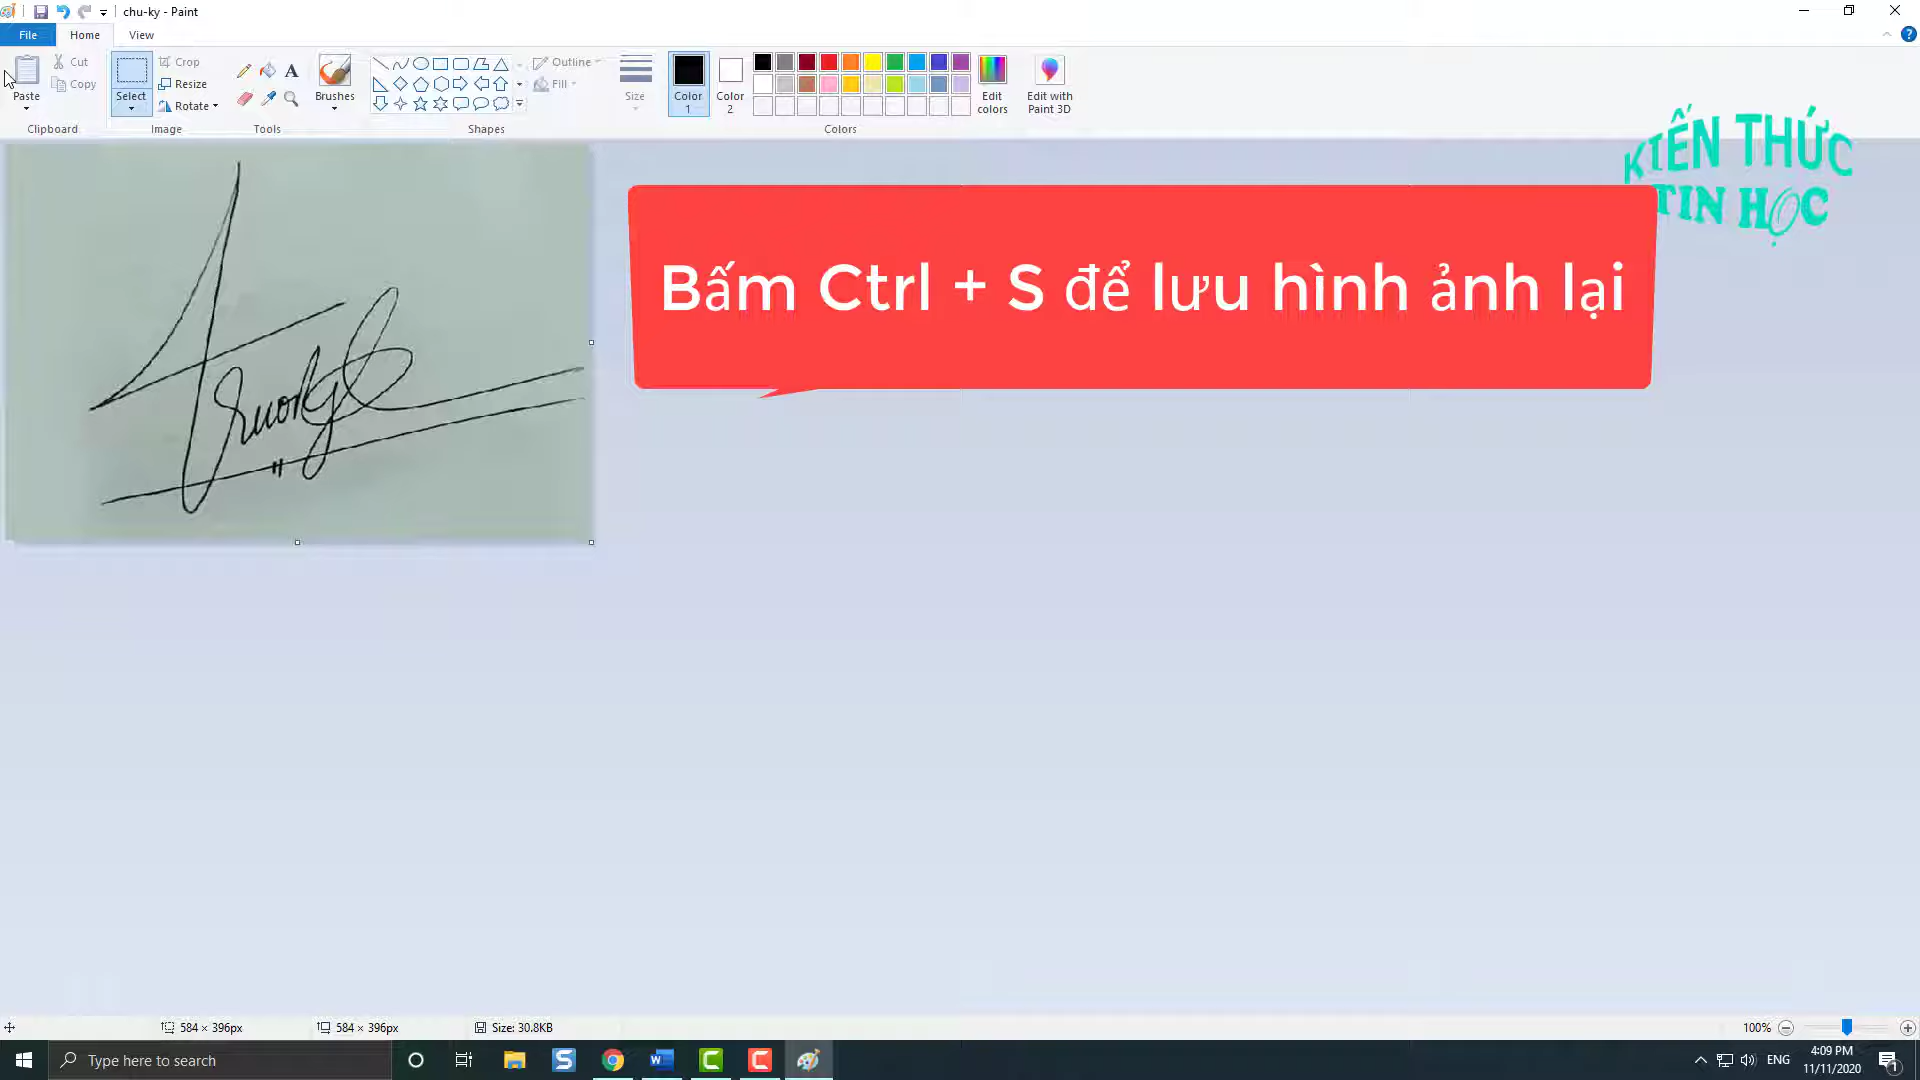 chu-ky - Paint
File Home View
Paste
Cut
Copy
Clipboard
Select
Crop
Resize
Rotate
Image
A
Tools
Brushes
Shapes
Outline
Fill
Size
Color 1
Color 2
Colors
Edit colors
Edit with Paint 3D
KIẾN THỨC
TIN HỌC
Bấm Ctrl + S để lưu hình ảnh lại
Truong
584 × 396px 584 × 396px Size: 30.8KB 100%
Type here to search
ENG
4:09 PM
11/11/2020